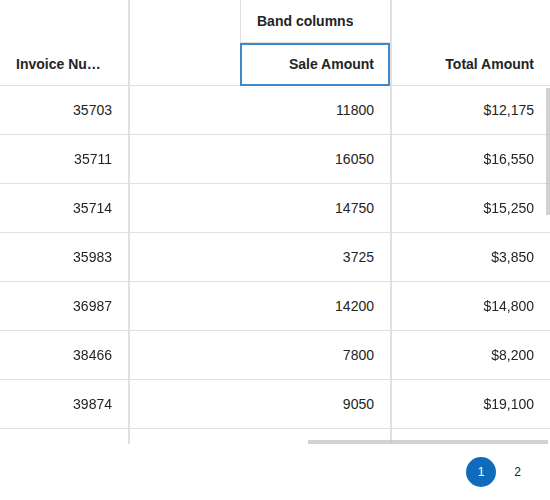 Band columns
Invoice Nu… Sale Amount Total Amount
35703 11800 $12,175
35711 16050 $16,550
35714 14750 $15,250
35983 3725 $3,850
36987 14200 $14,800
38466 7800 $8,200
39874 9050 $19,100
1 2